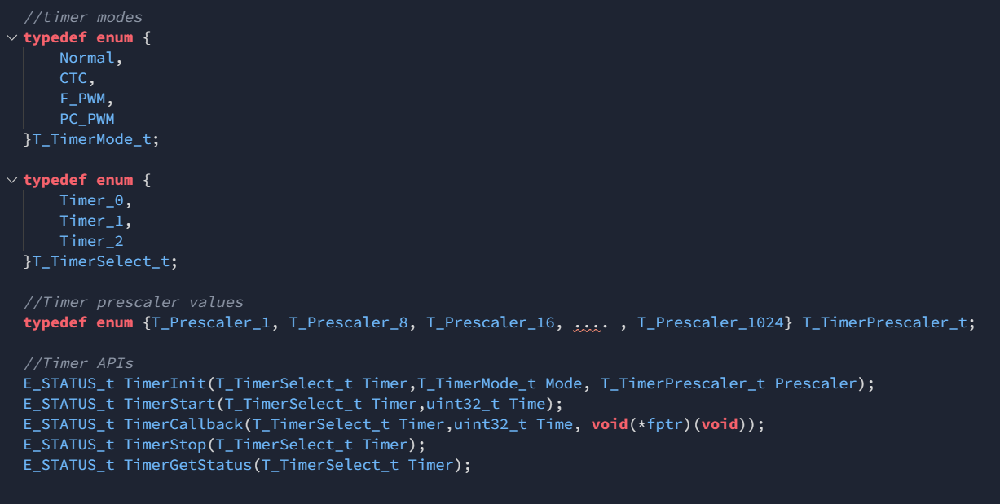 //timer modes
typedef enum {
    Normal,
    CTC,
    F_PWM,
    PC_PWM
}T_TimerMode_t;
typedef enum {
    Timer_0,
    Timer_1,
    Timer_2
}T_TimerSelect_t;
//Timer prescaler values
typedef enum {T_Prescaler_1, T_Prescaler_8, T_Prescaler_16, .... , T_Prescaler_1024} T_TimerPrescaler_t;
//Timer APIs
E_STATUS_t TimerInit(T_TimerSelect_t Timer,T_TimerMode_t Mode, T_TimerPrescaler_t Prescaler);
E_STATUS_t TimerStart(T_TimerSelect_t Timer,uint32_t Time);
E_STATUS_t TimerCallback(T_TimerSelect_t Timer,uint32_t Time, void(*fptr)(void));
E_STATUS_t TimerStop(T_TimerSelect_t Timer);
E_STATUS_t TimerGetStatus(T_TimerSelect_t Timer);